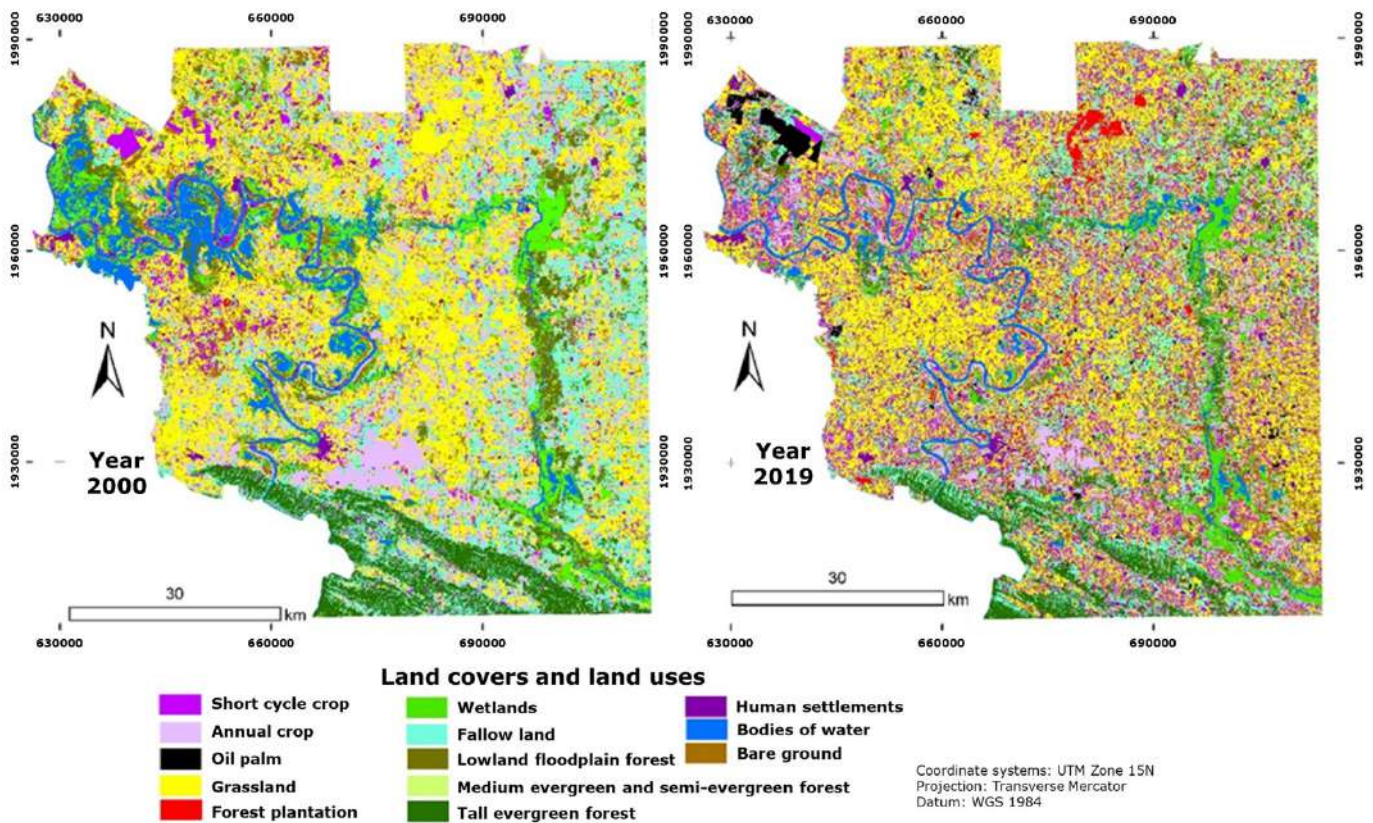 630000 660000 690000
630000 660000 690000
1990000 1990000 1990000
1960000 1960000 1960000
1930000 1930000 1930000
N
Year
2000
N
Year
2019
30
km
30
km
630000 660000 690000
630000 660000 690000
Land covers and land uses
Short cycle crop
Annual crop
Oil palm
Grassland
Forest plantation
Wetlands
Fallow land
Lowland floodplain forest
Medium evergreen and semi-evergreen forest
Tall evergreen forest
Human settlements
Bodies of water
Bare ground
Coordinate systems: UTM Zone 15N
Projection: Transverse Mercator
Datum: WGS 1984